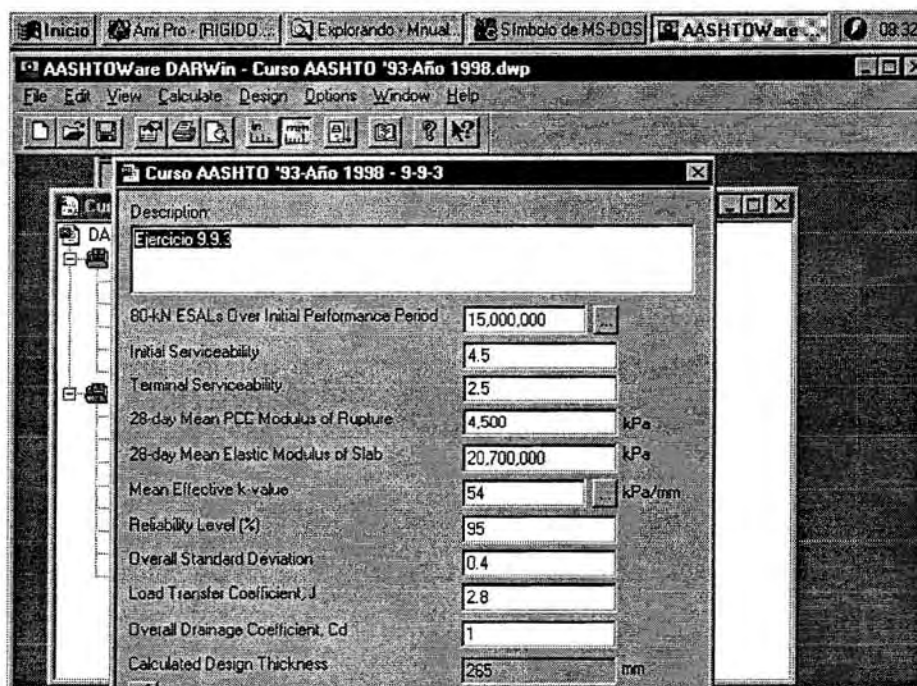 Inicio Ami Pro - [RIGIDO... Explorando - Mnual... Símbolo de MS-DOS AASHTOWare ... 08:32
AASHTOWare DARWin - Curso AASHTO '93-Año 1998.dwp
File Edit View Calculate Design Options Window Help
Curso AASHTO '93-Año 1998 - 9-9-3
Cu
DA
Description:
Ejercicio 9.9.3
80-kN ESALs Over Initial Performance Period 15,000,000 ...
Initial Serviceability 4.5
Terminal Serviceability 2.5
28-day Mean PCC Modulus of Rupture 4,500 kPa
28-day Mean Elastic Modulus of Slab 20,700,000 kPa
Mean Effective k-value 54 ... kPa/mm
Reliability Level (%) 95
Overall Standard Deviation 0.4
Load Transfer Coefficient, J 2.8
Overall Drainage Coefficient, Cd 1
Calculated Design Thickness 265 mm